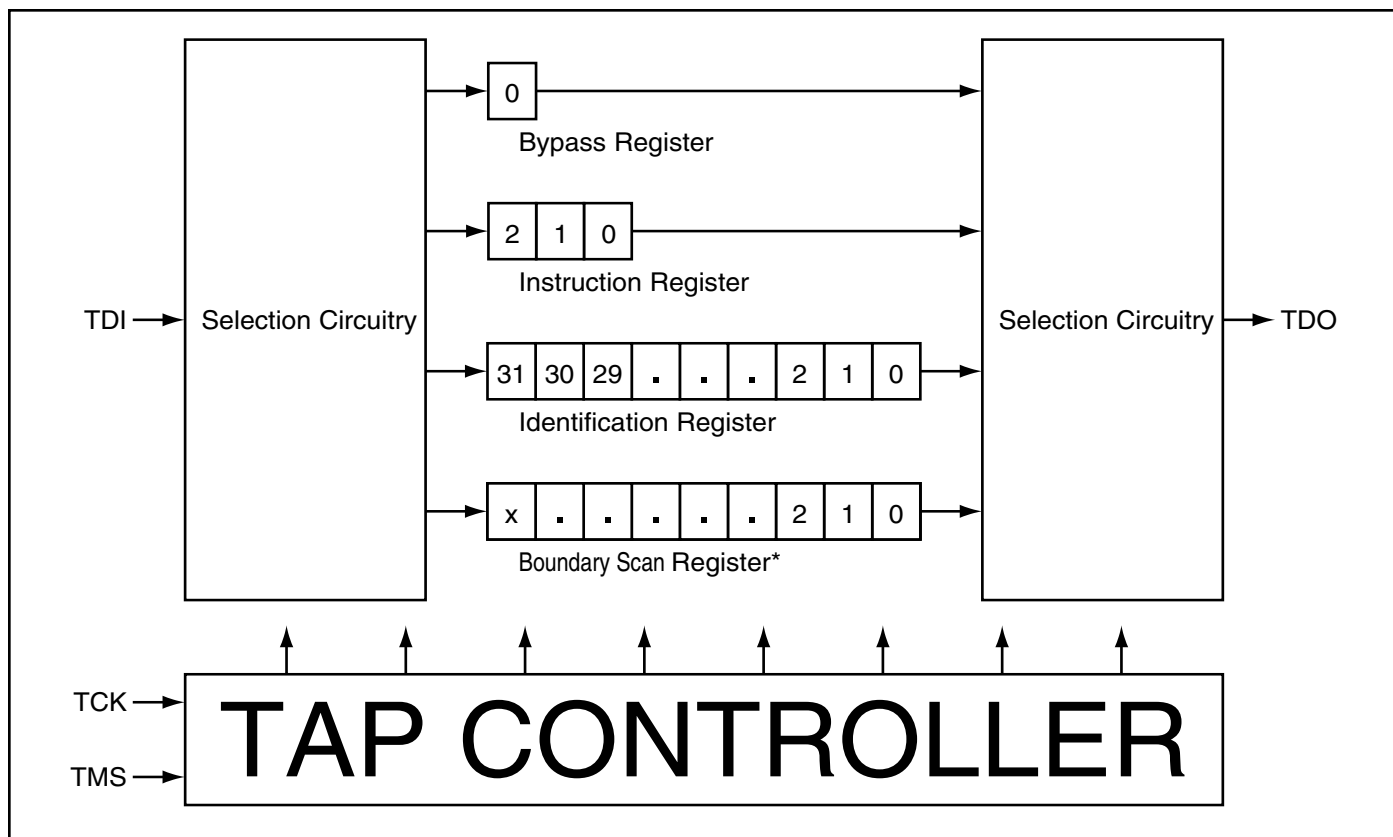 0
Bypass Register
2 1 0
Instruction Register
TDI
Selection Circuitry
Selection Circuitry
TDO
31 30 29 . . . 2 1 0
Identification Register
x . . . . . 2 1 0
Boundary Scan Register*
TCK
TMS
TAP CONTROLLER